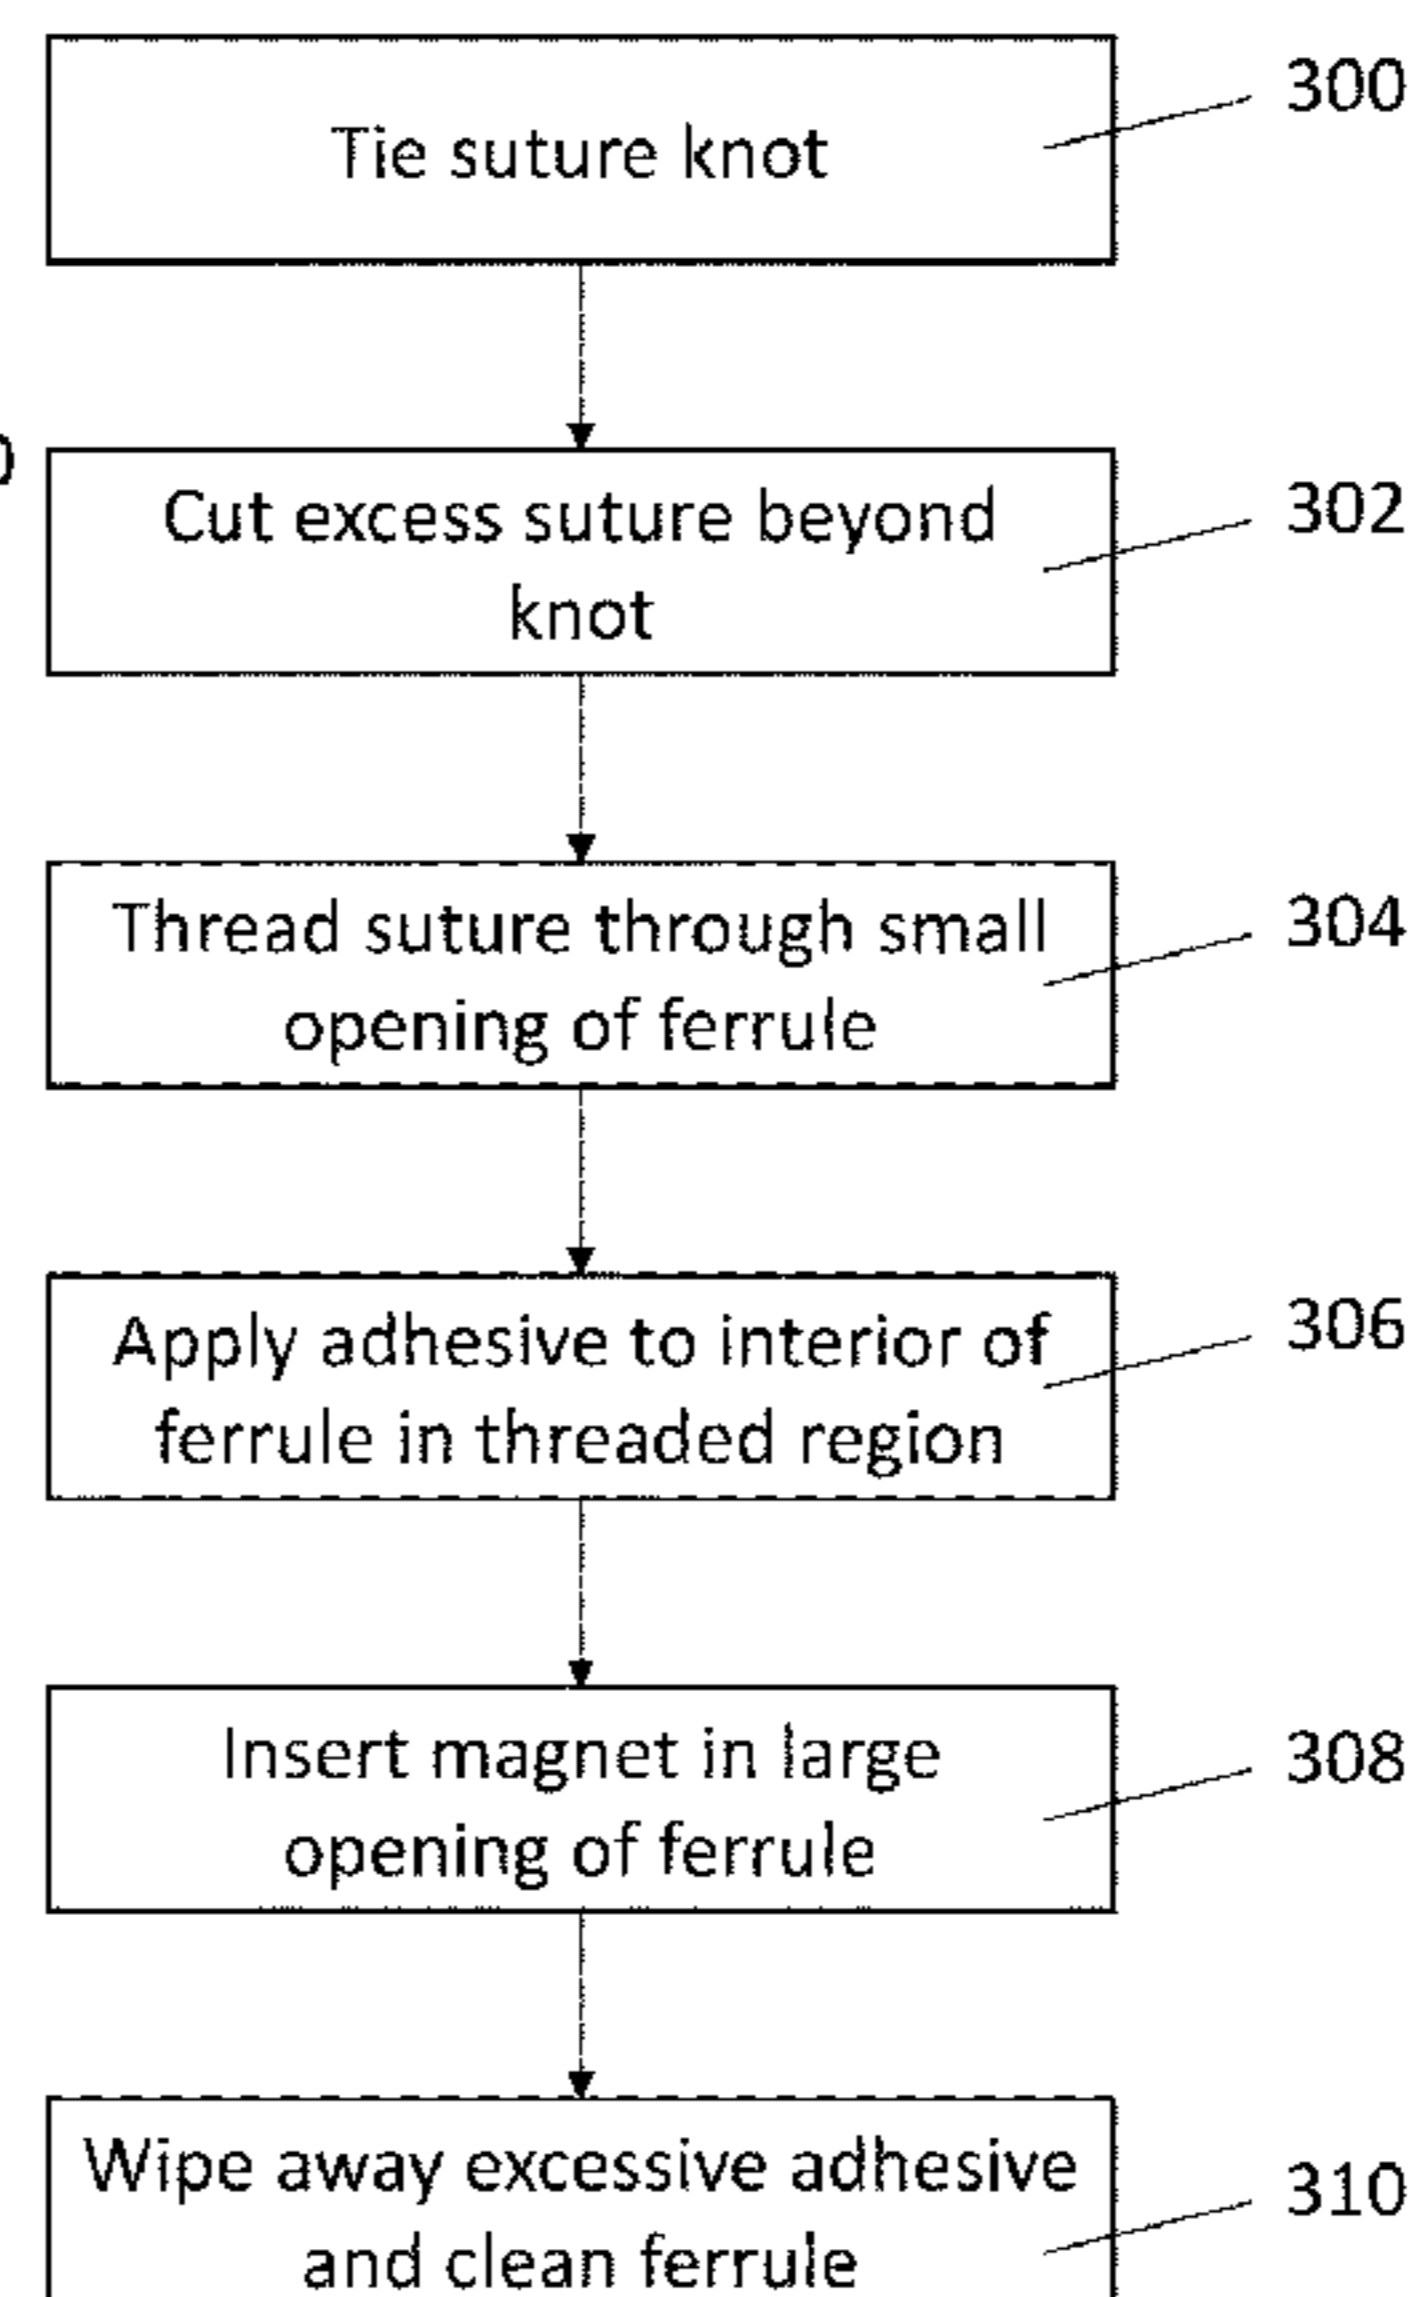 300
Tie suture knot
302
Cut excess suture beyond
knot
304
Thread suture through small
opening of ferrule
306
Apply adhesive to interior of
ferrule in threaded region
308
Insert magnet in large
opening of ferrule
310
Wipe away excessive adhesive
and clean ferrule